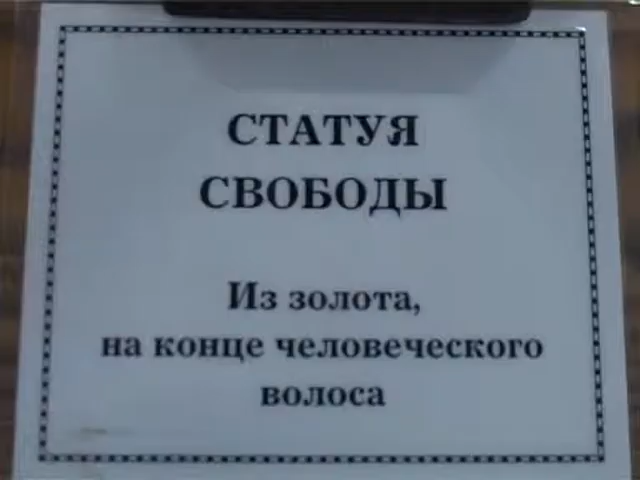 СТАТУЯ
СВОБОДЫ
Из золота,
на конце человеческого
волоса